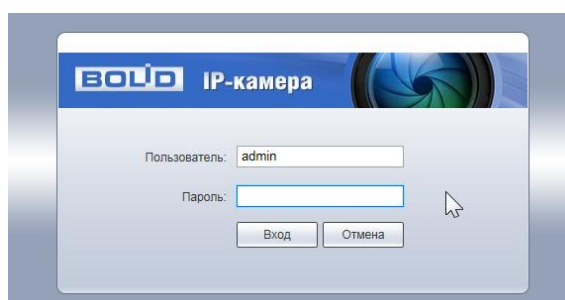 BOLID IP-камера
Пользователь: admin
Пароль:
Вход Отмена